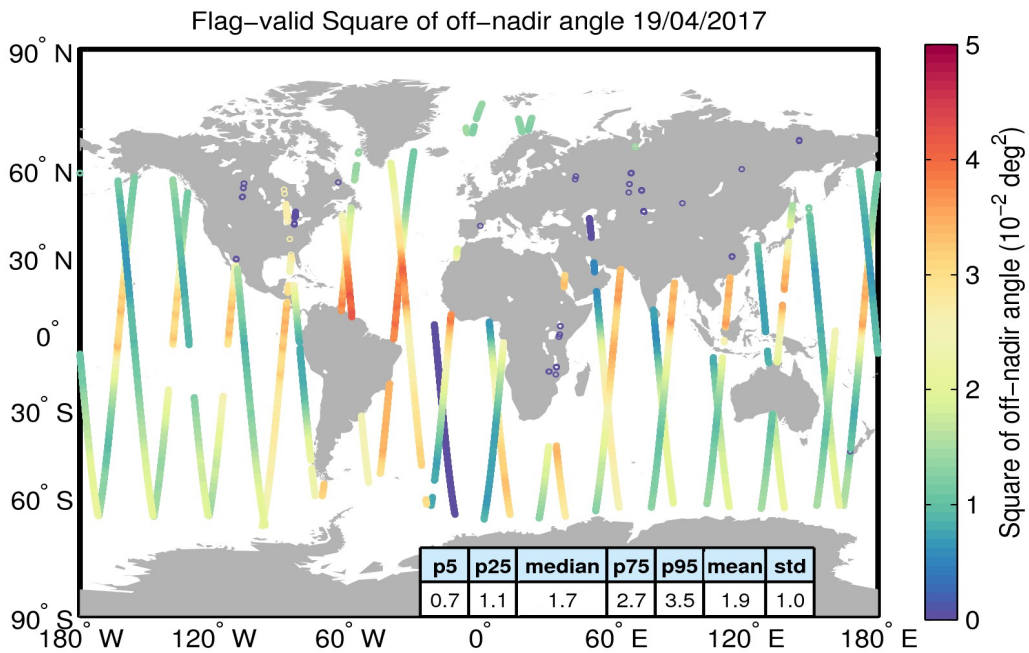 Flag−valid Square of off−nadir angle 19/04/2017
90° N
60° N
30° N
0°
30° S
60° S
90° S
180° W
120° W
60° W
0°
60° E
120° E
180° E
p5 p25 median p75 p95 mean std
0.7 1.1 1.7 2.7 3.5 1.9 1.0
5
4
3
2
1
0
Square of off−nadir angle (10⁻² deg²)